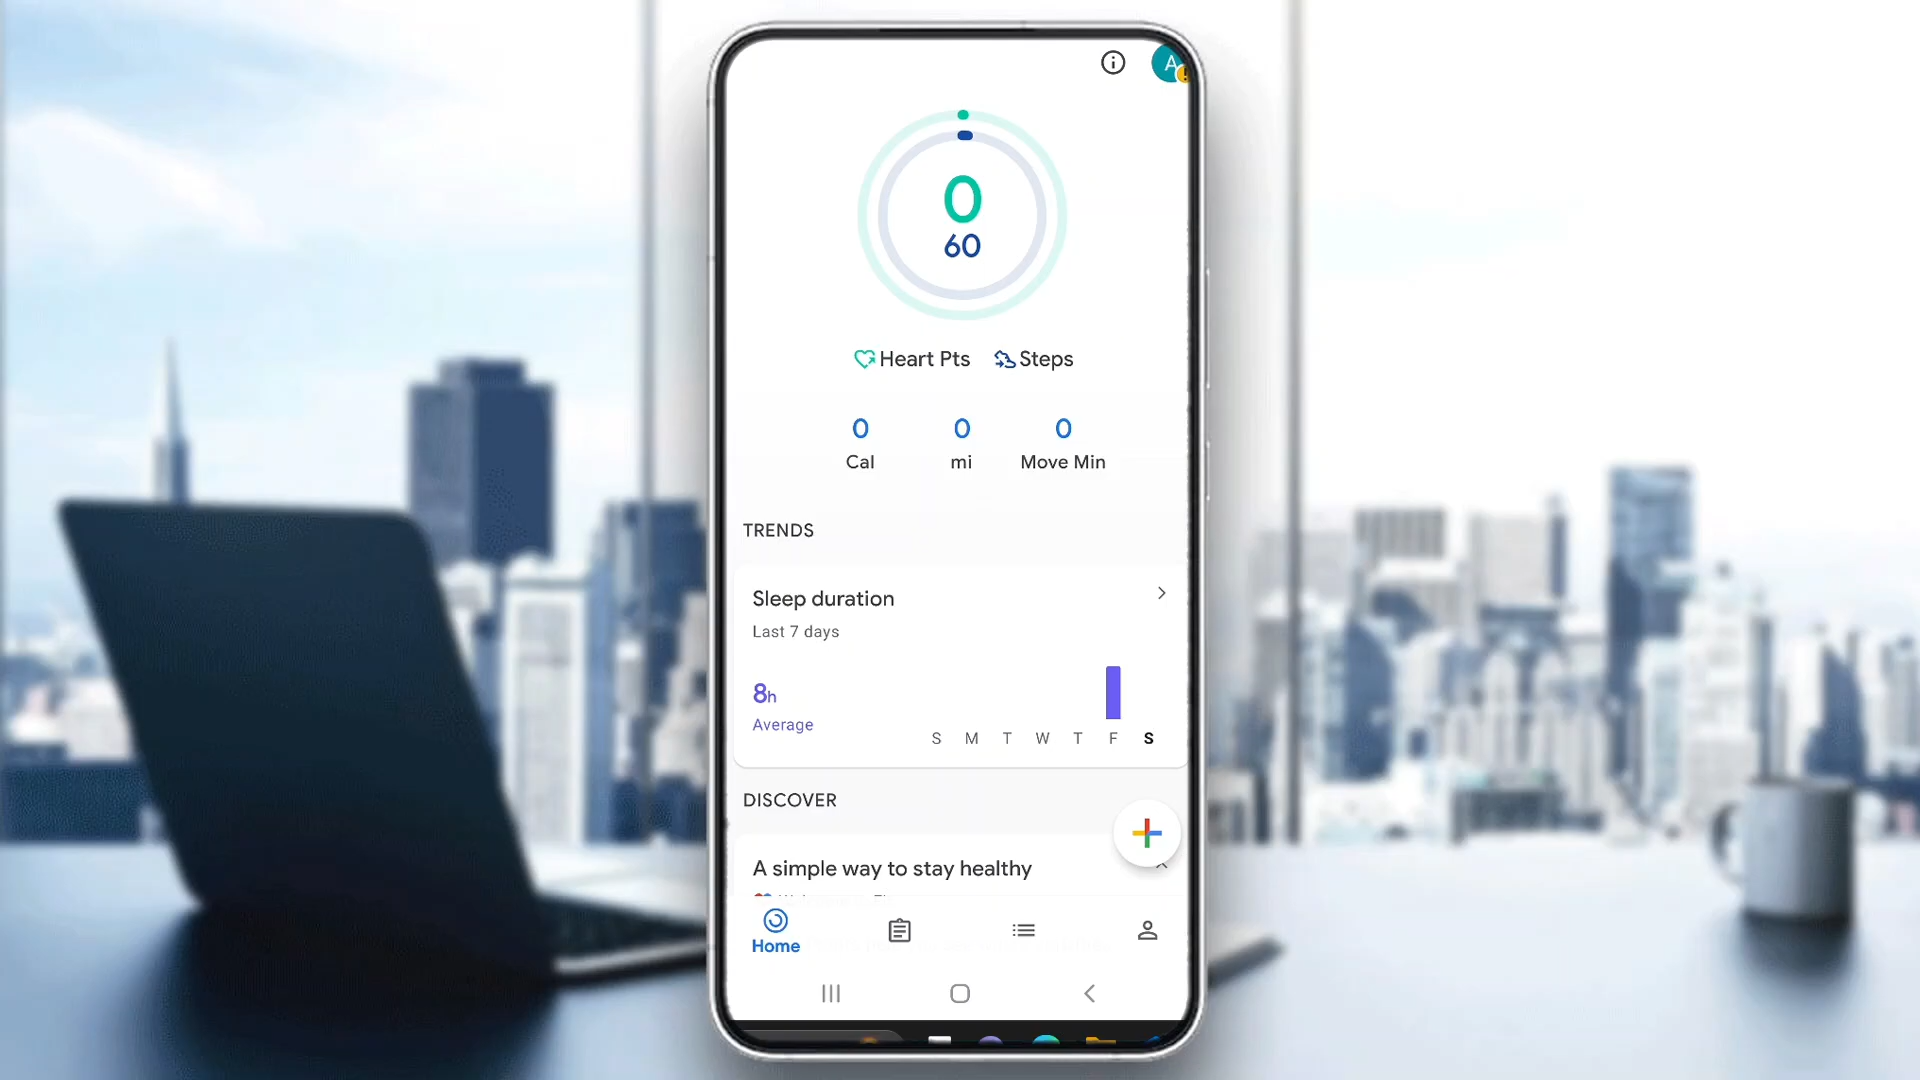 A
0
60
Heart Pts Steps
0 0 0
Cal mi Move Min
TRENDS
Sleep duration
Last 7 days
8h
Average
S M T W T F S
DISCOVER
A simple way to stay healthy
Home